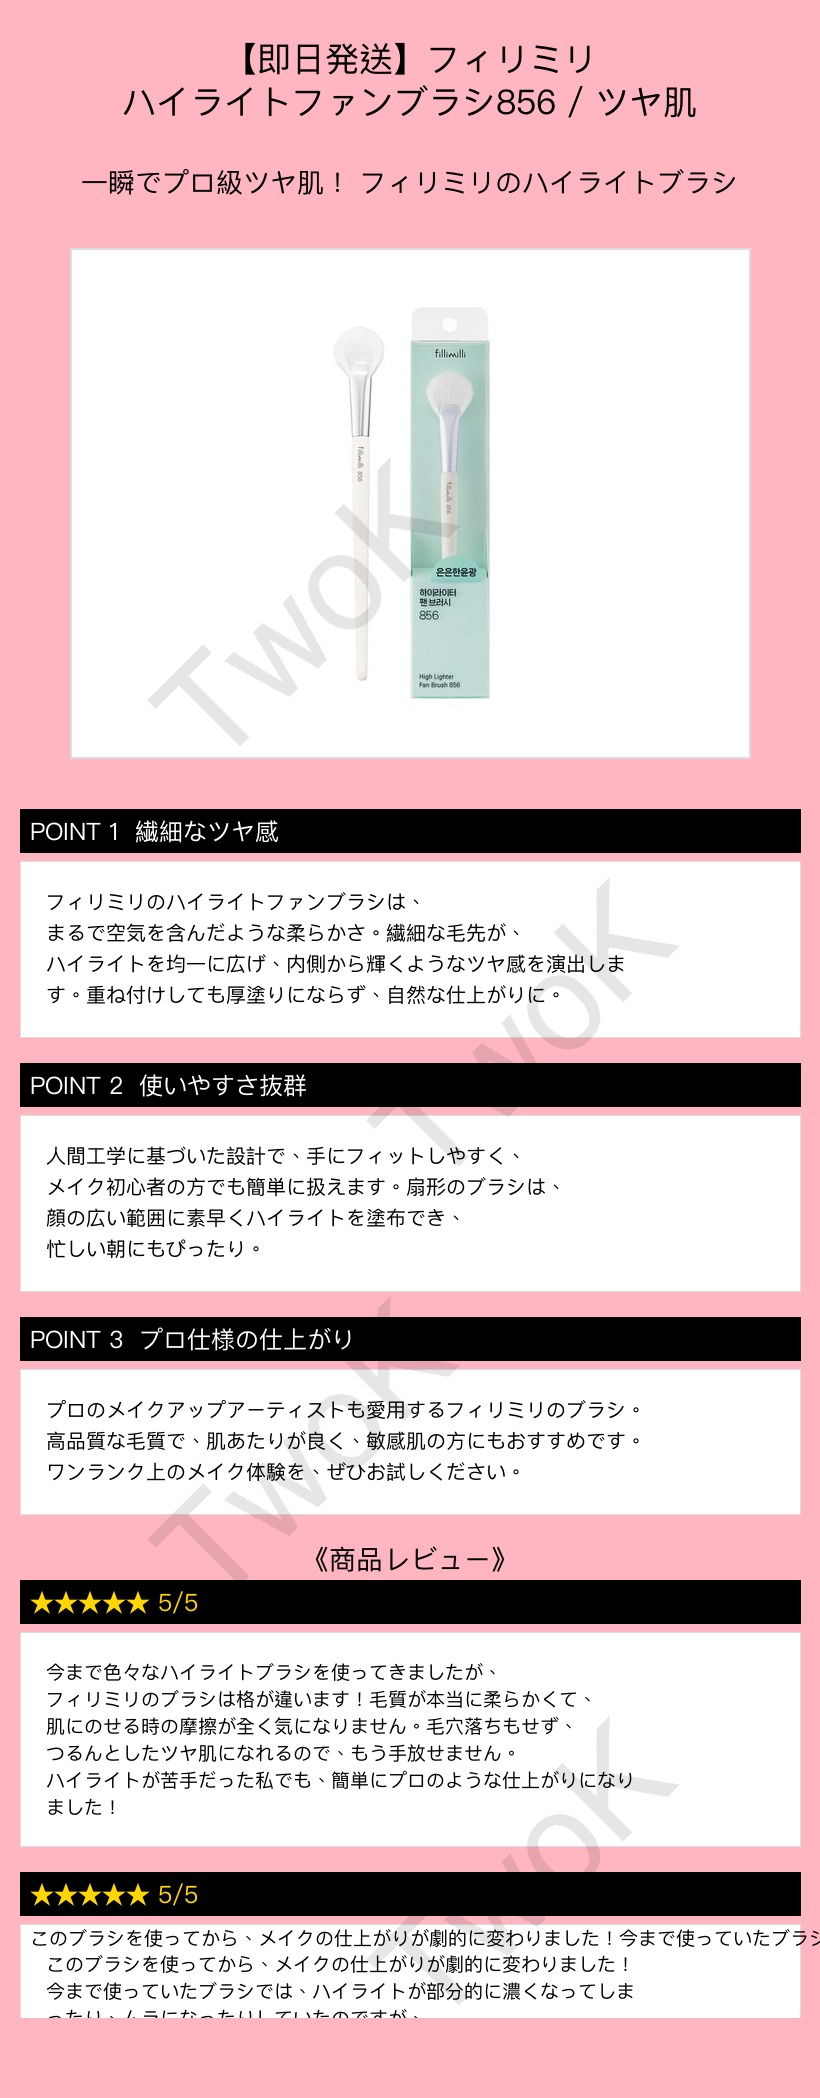 【即日発送】フィリミリ
ハイライトファンブラシ856 / ツヤ肌
一瞬でプロ級ツヤ肌！ フィリミリのハイライトブラシ
fillimilli
fillimilli 856
fillimilli 856
은은한윤광
하이라이터
팬 브러시
856
High Lighter
Fan Brush 856
TwoK
POINT 1 繊細なツヤ感
フィリミリのハイライトファンブラシは、
まるで空気を含んだような柔らかさ。繊細な毛先が、
ハイライトを均一に広げ、内側から輝くようなツヤ感を演出しま
す。重ね付けしても厚塗りにならず、自然な仕上がりに。
TwoK
POINT 2 使いやすさ抜群
人間工学に基づいた設計で、手にフィットしやすく、
メイク初心者の方でも簡単に扱えます。扇形のブラシは、
顔の広い範囲に素早くハイライトを塗布でき、
忙しい朝にもぴったり。
POINT 3 プロ仕様の仕上がり
プロのメイクアップアーティストも愛用するフィリミリのブラシ。
高品質な毛質で、肌あたりが良く、敏感肌の方にもおすすめです。
ワンランク上のメイク体験を、ぜひお試しください。
TwoK
《商品レビュー》
★★★★★ 5/5
今まで色々なハイライトブラシを使ってきましたが、
フィリミリのブラシは格が違います！毛質が本当に柔らかくて、
肌にのせる時の摩擦が全く気になりません。毛穴落ちもせず、
つるんとしたツヤ肌になれるので、もう手放せません。
ハイライトが苦手だった私でも、簡単にプロのような仕上がりになり
ました！
TwoK
★★★★★ 5/5
このブラシを使ってから、メイクの仕上がりが劇的に変わりました！今まで使っていたブラシ
このブラシを使ってから、メイクの仕上がりが劇的に変わりました！
今まで使っていたブラシでは、ハイライトが部分的に濃くなってしま
ったり、ムラになったりしていたのですが、